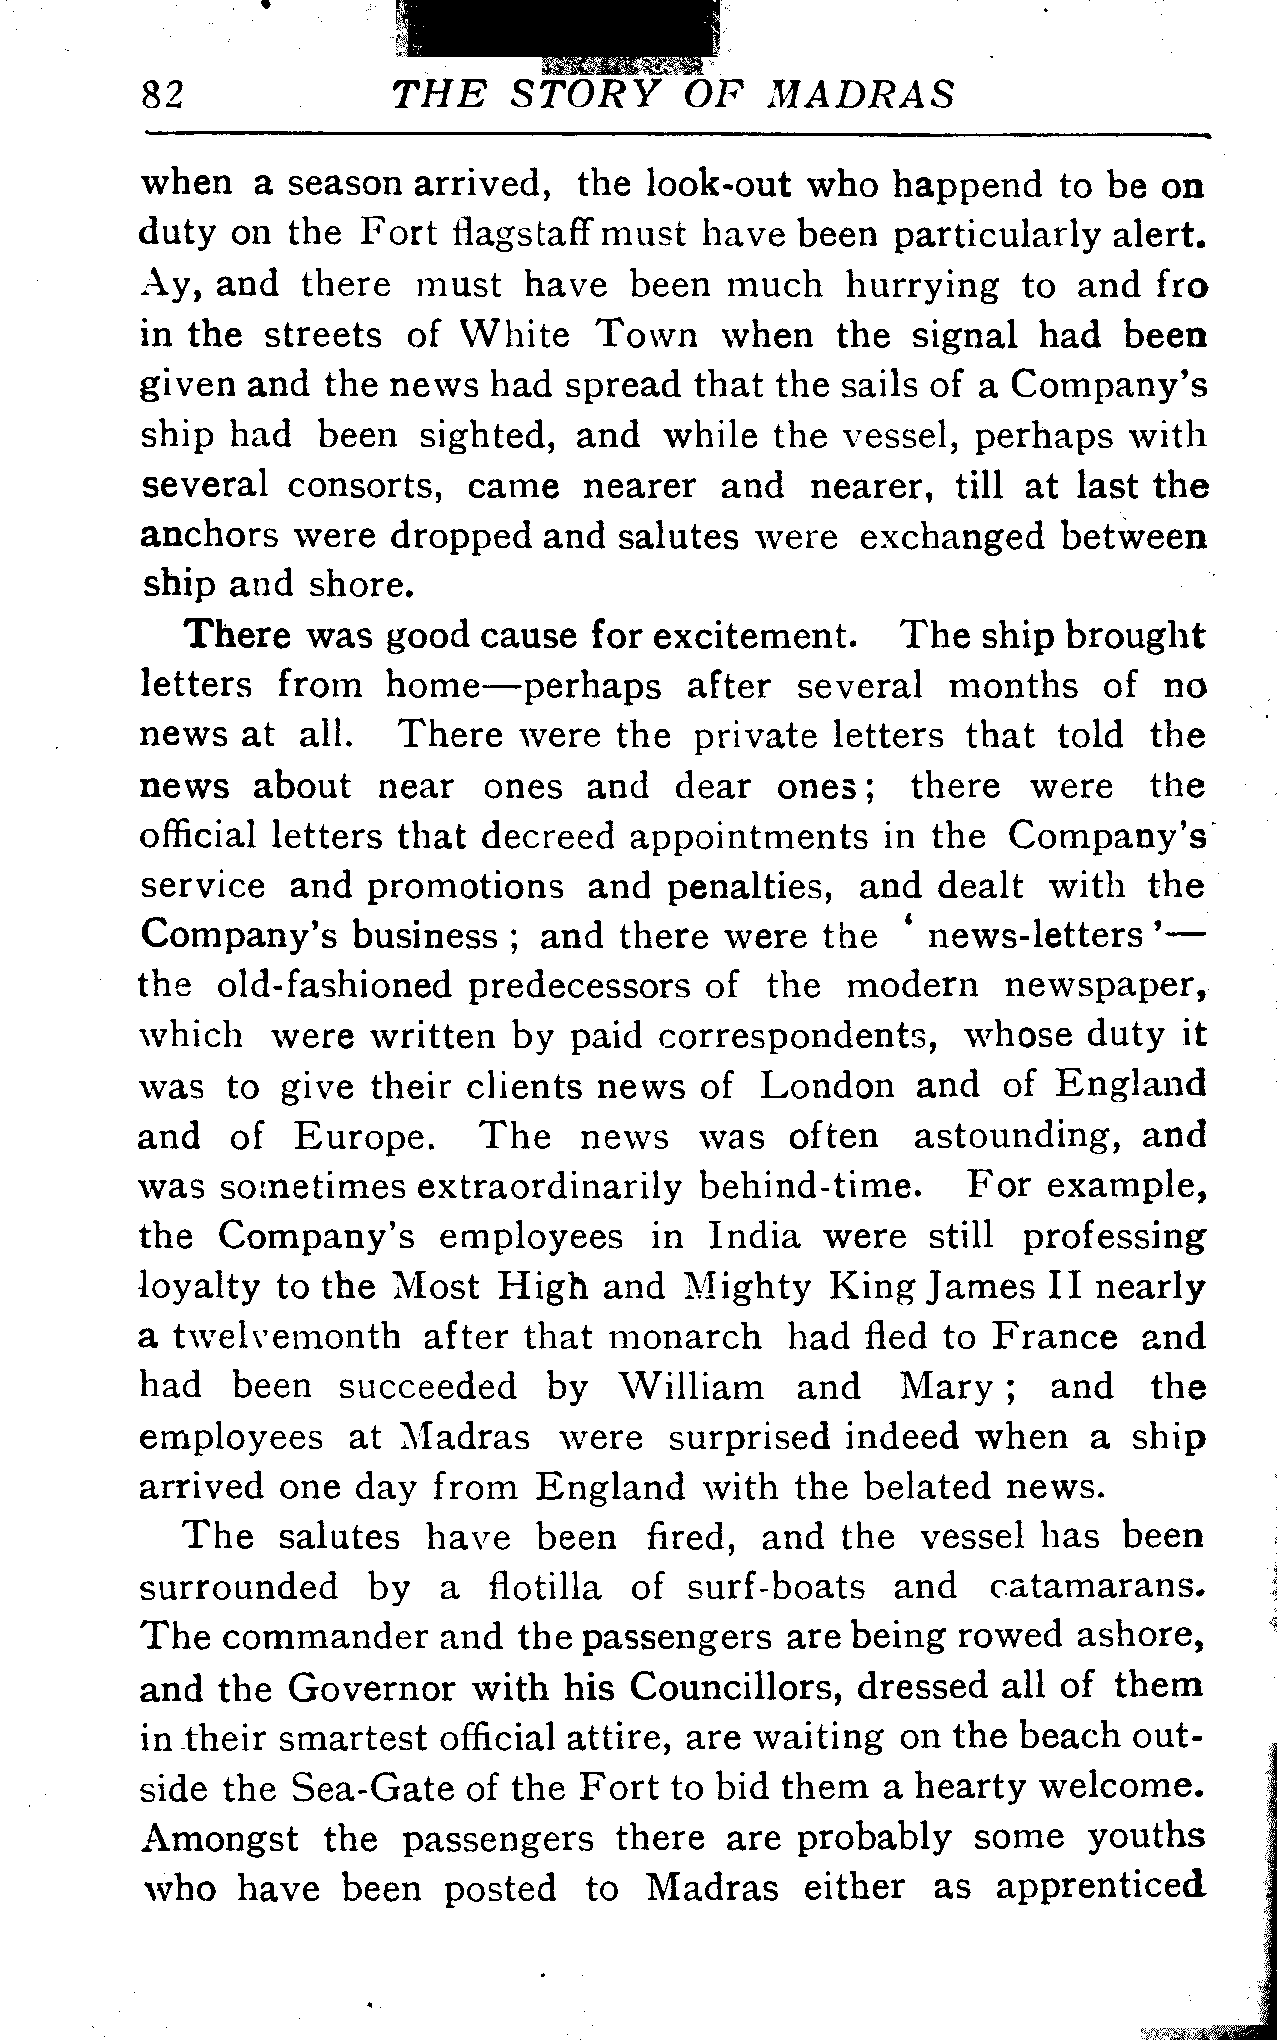 82 THE STORY OF MADRAS
when a season arrived, the look-out who happend to be on
duty on the Fort flagstaff must have been particularly alert.
Ay, and there must have been much hurrying to and fro
in the streets of White Town when the signal had been
given and the news had spread that the sails of a Company's
ship had been sighted, and while the vessel, perhaps with
several consorts, came nearer and nearer, till at last the
anchors were dropped and salutes were exchanged between
ship and shore.
There was good cause for excitement. The ship brought
letters from home—perhaps after several months of no
news at all. There were the private letters that told the
news about near ones and dear ones; there were the
official letters that decreed appointments in the Company's
service and promotions and penalties, and dealt with the
Company's business ; and there were the ‘ news-letters ’—
the old-fashioned predecessors of the modern newspaper,
which were written by paid correspondents, whose duty it
was to give their clients news of London and of England
and of Europe. The news was often astounding, and
was sometimes extraordinarily behind-time. For example,
the Company's employees in India were still professing
loyalty to the Most High and Mighty King James II nearly
a twelvemonth after that monarch had fled to France and
had been succeeded by William and Mary ; and the
employees at Madras were surprised indeed when a ship
arrived one day from England with the belated news.
The salutes have been fired, and the vessel has been
surrounded by a flotilla of surf-boats and catamarans.
The commander and the passengers are being rowed ashore,
and the Governor with his Councillors, dressed all of them
in their smartest official attire, are waiting on the beach out-
side the Sea-Gate of the Fort to bid them a hearty welcome.
Amongst the passengers there are probably some youths
who have been posted to Madras either as apprenticed